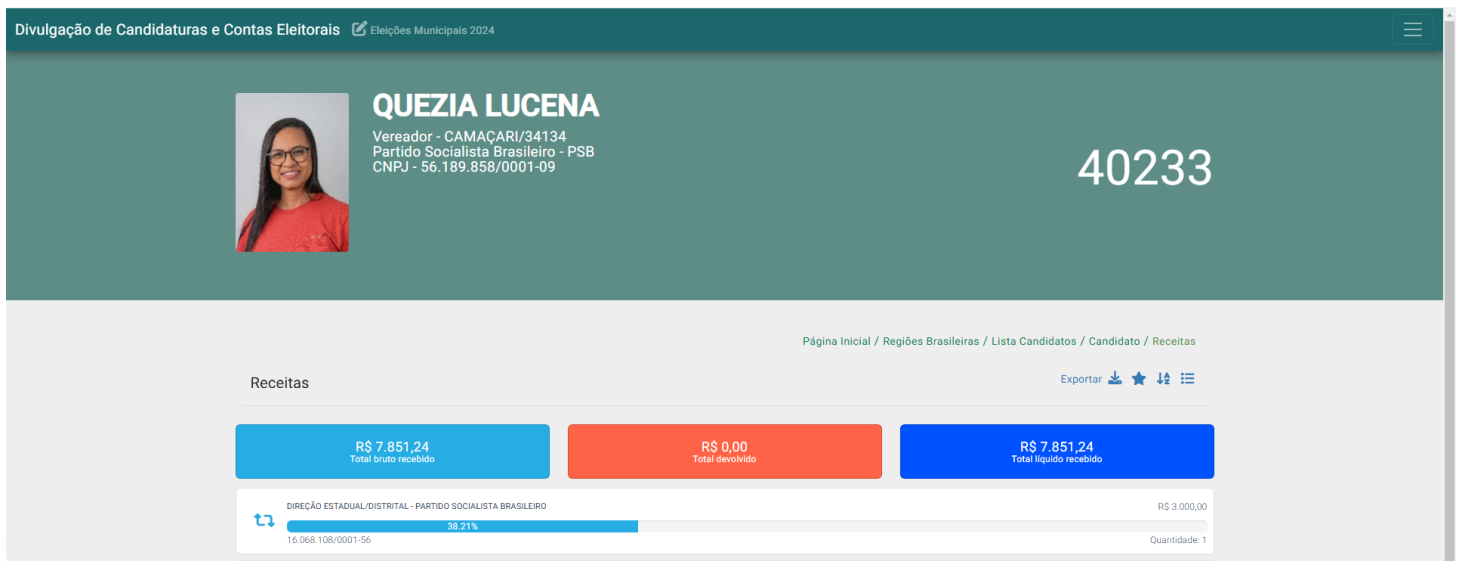 Divulgação de Candidaturas e Contas Eleitorais Eleições Municipais 2024
QUEZIA LUCENA
Vereador - CAMAÇARI/34134
Partido Socialista Brasileiro - PSB
CNPJ - 56.189.858/0001-09
40233
Página Inicial / Regiões Brasileiras / Lista Candidatos / Candidato / Receitas
Receitas
Exportar
R$ 7.851,24
Total bruto recebido
R$ 0,00
Total devolvido
R$ 7.851,24
Total líquido recebido
DIREÇÃO ESTADUAL/DISTRITAL - PARTIDO SOCIALISTA BRASILEIRO R$ 3.000,00
38.21%
16.068.108/0001-56 Quantidade: 1